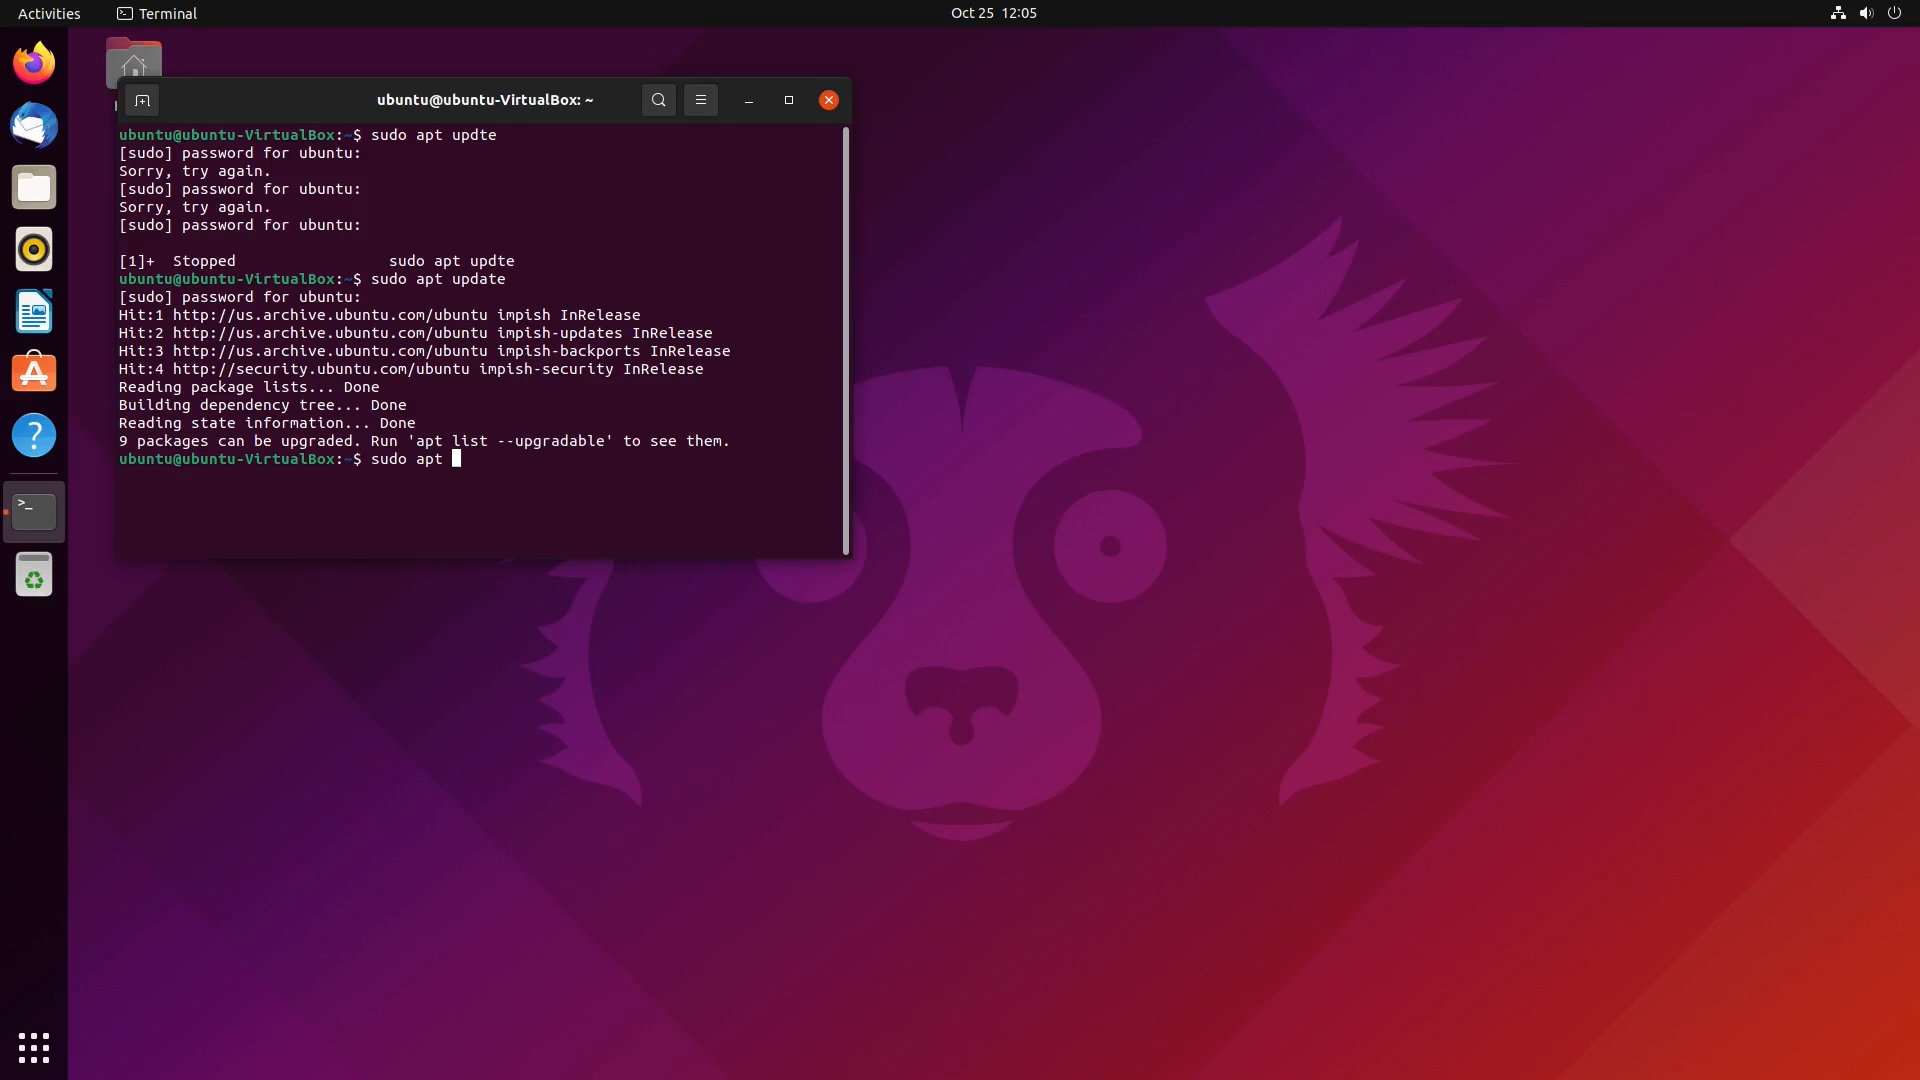 Activities
Terminal
Oct 25 12:05
ubuntu@ubuntu-VirtualBox: ~
ubuntu@ubuntu-VirtualBox:~$ sudo apt updte
[sudo] password for ubuntu:
Sorry, try again.
[sudo] password for ubuntu:
Sorry, try again.
[sudo] password for ubuntu:
[1]+  Stopped                 sudo apt updte
ubuntu@ubuntu-VirtualBox:~$ sudo apt update
[sudo] password for ubuntu:
Hit:1 http://us.archive.ubuntu.com/ubuntu impish InRelease
Hit:2 http://us.archive.ubuntu.com/ubuntu impish-updates InRelease
Hit:3 http://us.archive.ubuntu.com/ubuntu impish-backports InRelease
Hit:4 http://security.ubuntu.com/ubuntu impish-security InRelease
Reading package lists... Done
Building dependency tree... Done
Reading state information... Done
9 packages can be upgraded. Run 'apt list --upgradable' to see them.
ubuntu@ubuntu-VirtualBox:~$ sudo apt